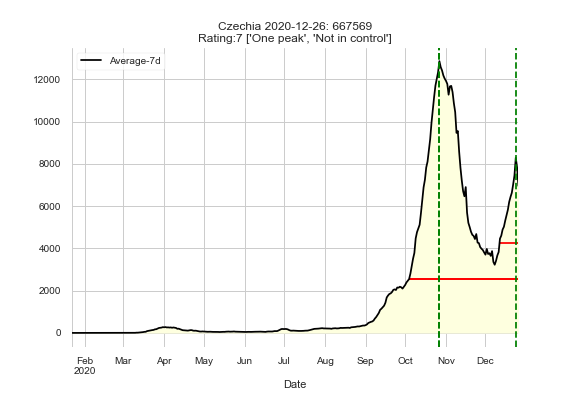 Czechia 2020-12-26: 667569
Rating:7 ['One peak', 'Not in control']
Average-7d
12000
10000
8000
6000
4000
2000
0
Feb Mar Apr May Jun Jul Aug Sep Oct Nov Dec
2020
Date